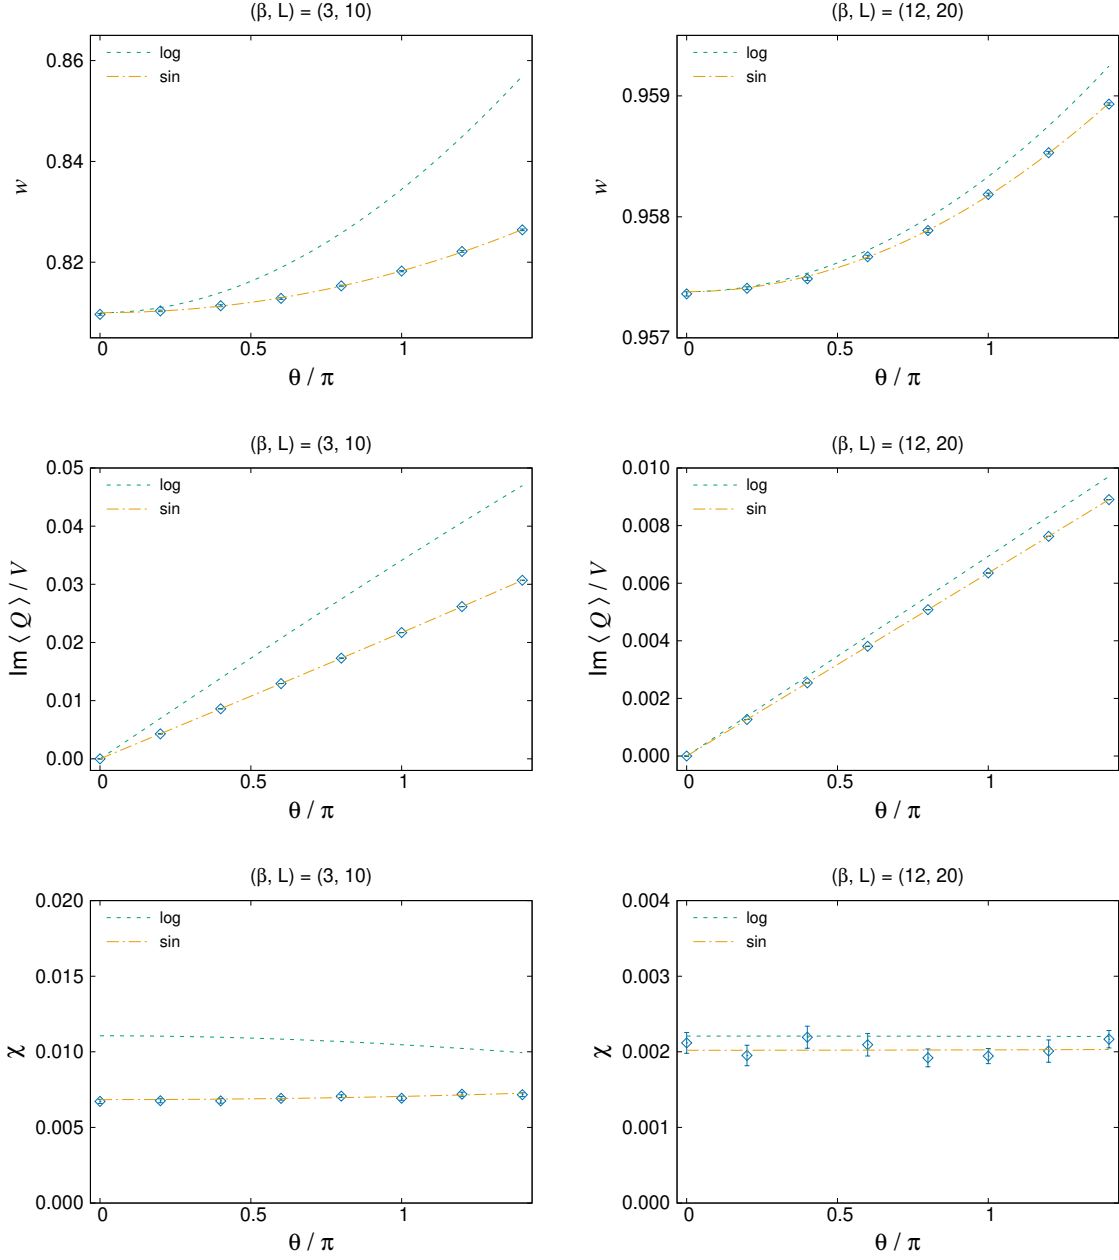 (β, L) = (3, 10)
log
sin
0.86
0.84
0.82
w
0
0.5
1
θ / π
(β, L) = (12, 20)
log
sin
0.959
0.958
0.957
w
0
0.5
1
θ / π
(β, L) = (3, 10)
log
sin
0.05
0.04
0.03
0.02
0.01
0.00
Im ⟨ Q ⟩ / V
0
0.5
1
θ / π
(β, L) = (12, 20)
log
sin
0.010
0.008
0.006
0.004
0.002
0.000
Im ⟨ Q ⟩ / V
0
0.5
1
θ / π
(β, L) = (3, 10)
log
sin
0.020
0.015
0.010
0.005
0.000
χ
0
0.5
1
θ / π
(β, L) = (12, 20)
log
sin
0.004
0.003
0.002
0.001
0.000
χ
0
0.5
1
θ / π